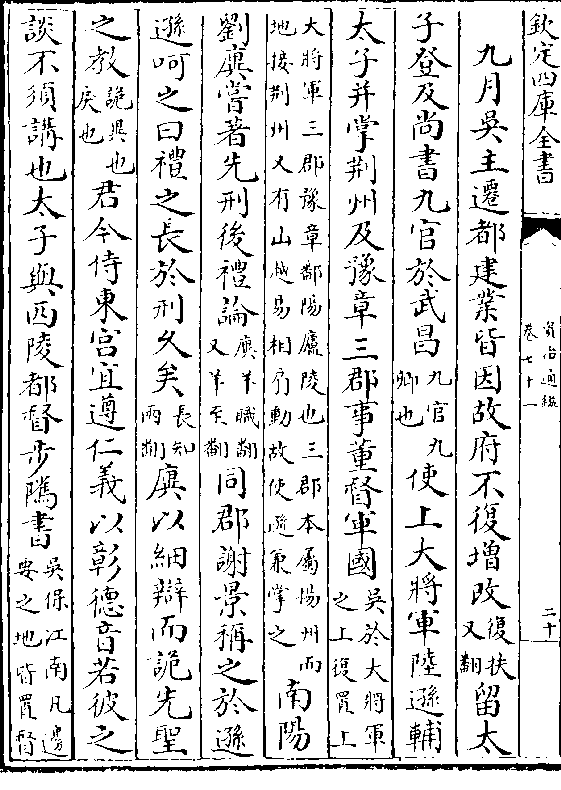 欽定四庫全書
資治通鑑
卷七十一
二十
九月吳主遷都建業皆因故府不復增改復扶又翻留太
子登及尚書九官於武昌九官九卿也使上大將軍陸遜輔
太子并掌荆州及豫章三郡事董督軍國吳於大將軍之上復置上
大將軍三郡豫章鄱陽廬陵也三郡本屬揚州而地接荆州又有山越易相扇動故使遜兼掌之南陽
劉廙嘗著先刑後禮論廙羊職翻又羊至翻同郡謝景稱之於遜
遜呵之曰禮之長於刑久矣長知兩翻廙以細辯而詭先聖
之教詭異也戾也君今侍東宫宜遵仁義以彰德音若彼之
談不須講也太子與西陵都督步隲書吳保江南凡邊要之地皆置督